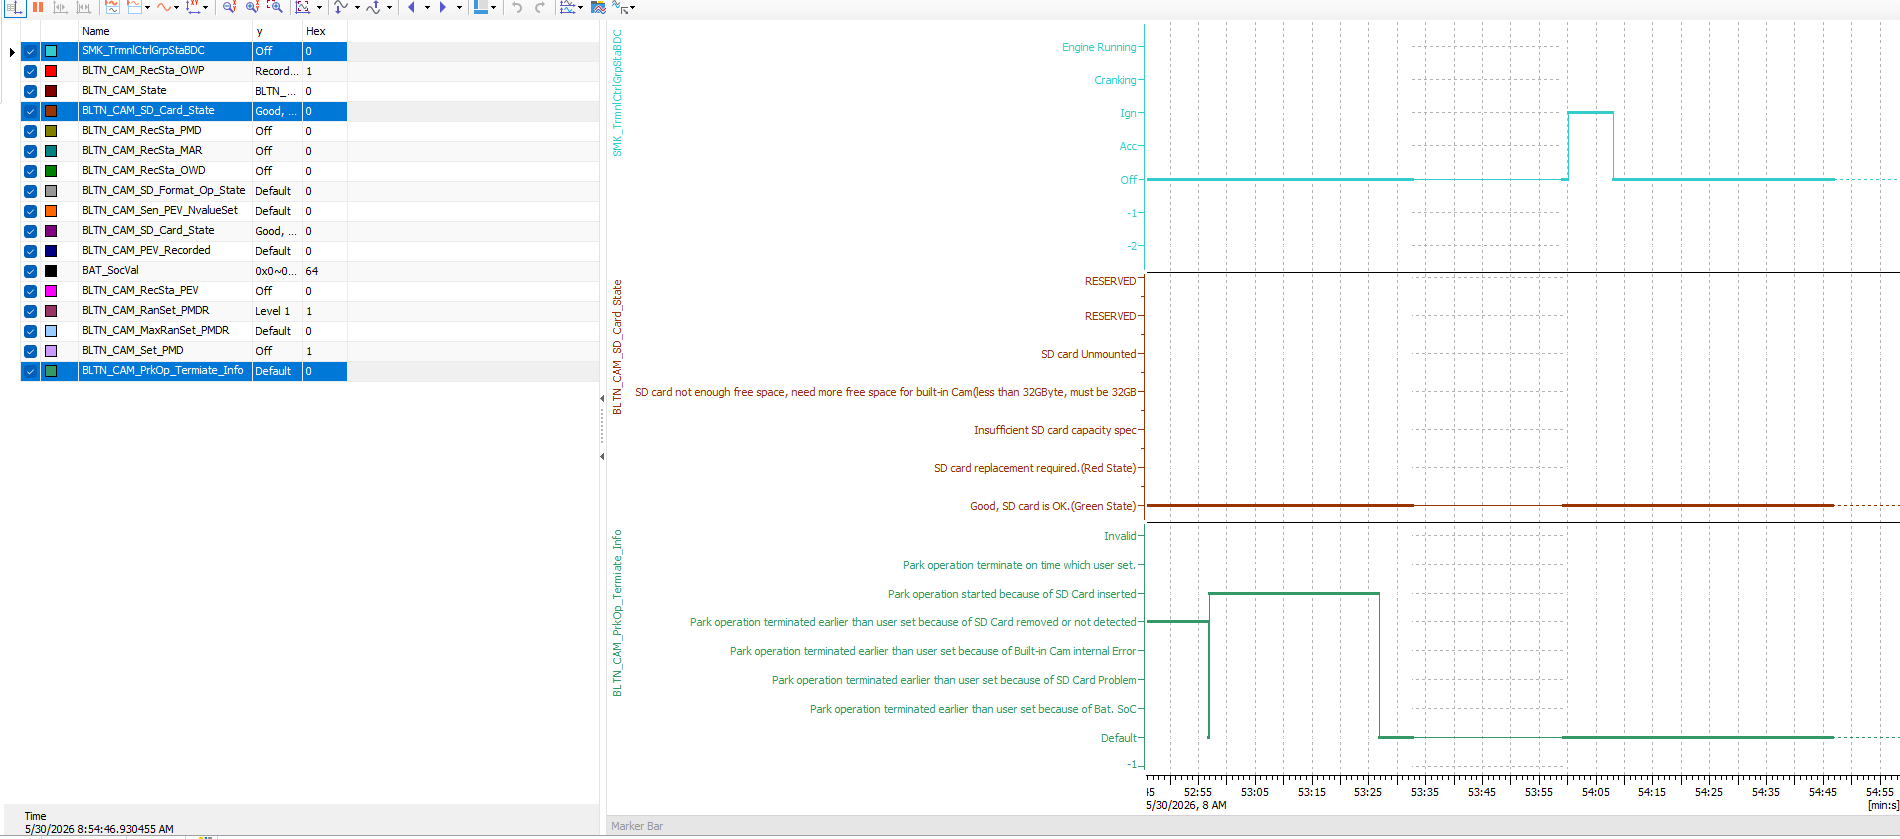 Name y Hex
SMK_TrmnlCtrlGrpStaBDC Off 0
BLTN_CAM_RecSta_OWP Record... 1
BLTN_CAM_State BLTN_... 0
BLTN_CAM_SD_Card_State Good, ... 0
BLTN_CAM_RecSta_PMD Off 0
BLTN_CAM_RecSta_MAR Off 0
BLTN_CAM_RecSta_OWD Off 0
BLTN_CAM_SD_Format_Op_State Default 0
BLTN_CAM_Sen_PEV_NvalueSet Default 0
BLTN_CAM_SD_Card_State Good, ... 0
BLTN_CAM_PEV_Recorded Default 0
BAT_SocVal 0x0~0... 64
BLTN_CAM_RecSta_PEV Off 0
BLTN_CAM_RanSet_PMDR Level 1 1
BLTN_CAM_MaxRanSet_PMDR Default 0
BLTN_CAM_Set_PMD Off 1
BLTN_CAM_PrkOp_Termiate_Info Default 0
Time
5/30/2026 8:54:46.930455 AM
SMK_TrmnlCtrlGrpStaBDC
Engine Running
Cranking
Ign
Acc
Off
-1
-2
BLTN_CAM_SD_Card_State
RESERVED
RESERVED
SD card Unmounted
SD card not enough free space, need more free space for built-in Cam(less than 32GByte, must be 32GB
Insufficient SD card capacity spec
SD card replacement required.(Red State)
Good, SD card is OK.(Green State)
BLTN_CAM_PrkOp_Termiate_Info
Invalid
Park operation terminate on time which user set.
Park operation started because of SD Card inserted
Park operation terminated earlier than user set because of SD Card removed or not detected
Park operation terminated earlier than user set because of Built-in Cam internal Error
Park operation terminated earlier than user set because of SD Card Problem
Park operation terminated earlier than user set because of Bat. SoC
Default
-1
45 52:55 53:05 53:15 53:25 53:35 53:45 53:55 54:05 54:15 54:25 54:35 54:45 54:55
5/30/2026, 8 AM [min:s]
Marker Bar